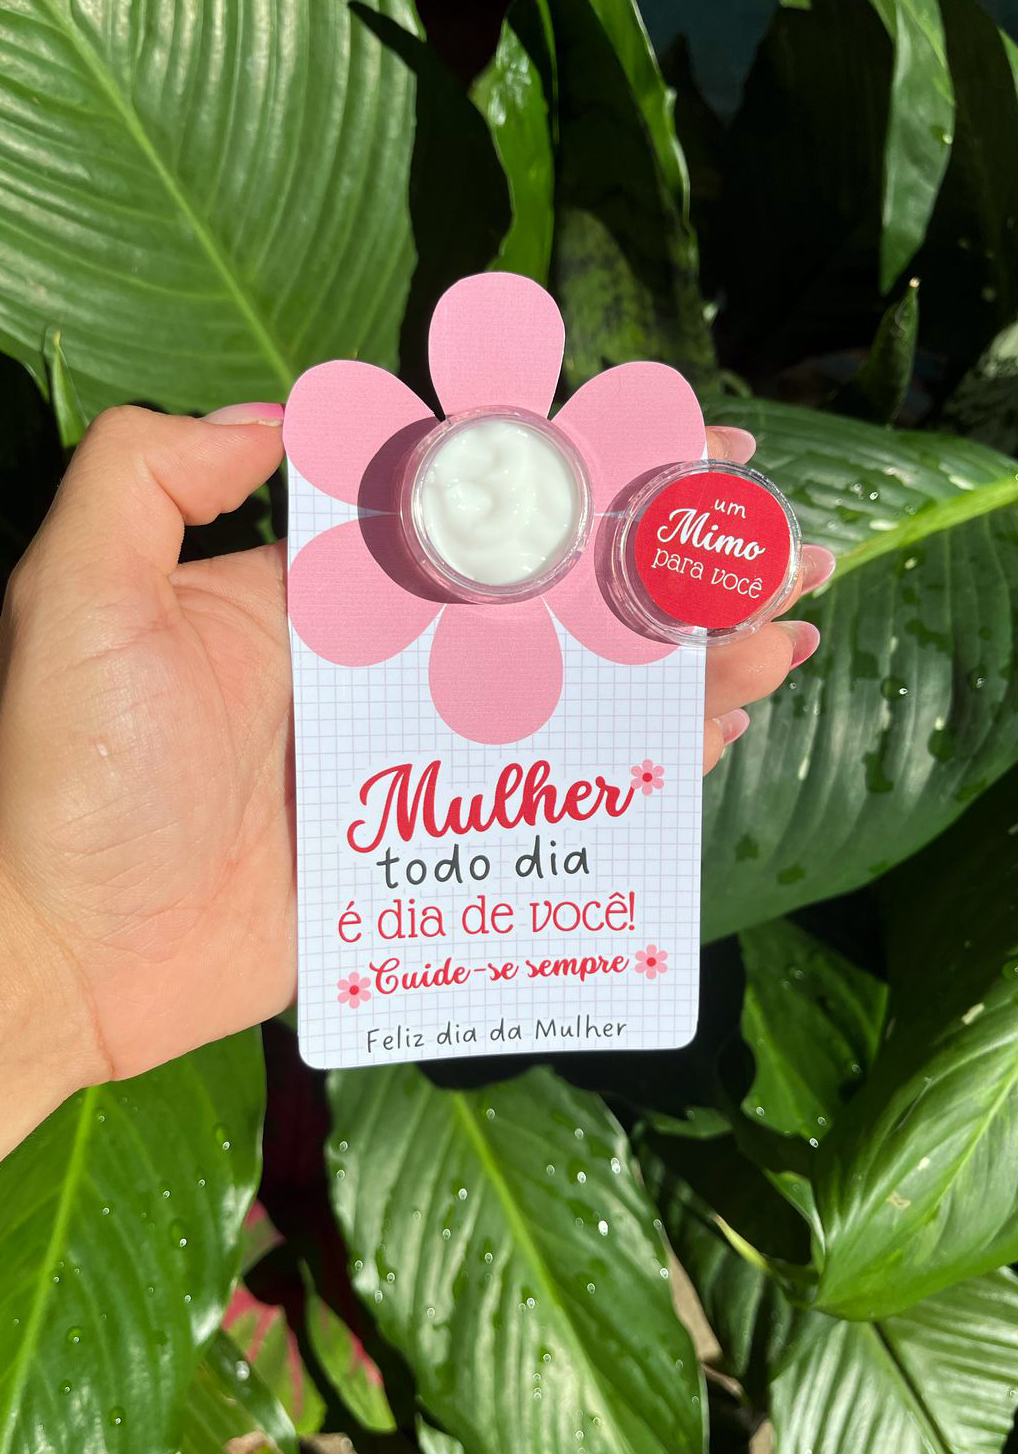 um
Mimo
para você
Mulher
todo dia
é dia de você!
Cuide-se sempre
Feliz dia da Mulher